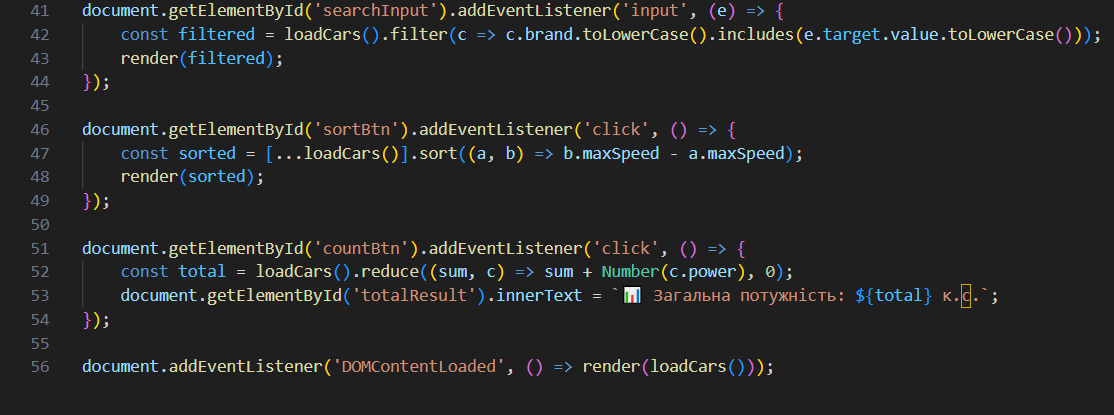 41 document.getElementById('searchInput').addEventListener('input', (e) => {
42     const filtered = loadCars().filter(c => c.brand.toLowerCase().includes(e.target.value.toLowerCase()));
43     render(filtered);
44 });
45
46 document.getElementById('sortBtn').addEventListener('click', () => {
47     const sorted = [...loadCars()].sort((a, b) => b.maxSpeed - a.maxSpeed);
48     render(sorted);
49 });
50
51 document.getElementById('countBtn').addEventListener('click', () => {
52     const total = loadCars().reduce((sum, c) => sum + Number(c.power), 0);
53     document.getElementById('totalResult').innerText = `📊 Загальна потужність: ${total} к.с.`;
54 });
55
56 document.addEventListener('DOMContentLoaded', () => render(loadCars()));